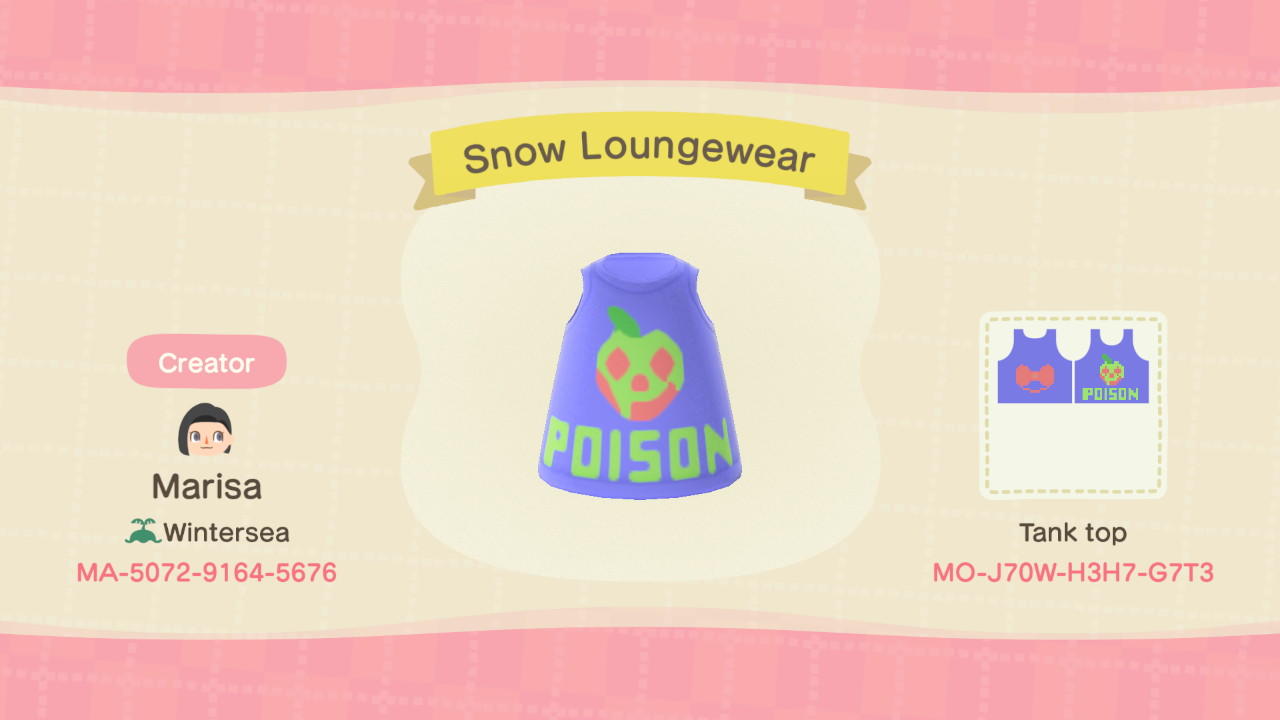 Snow Loungewear
Creator
Marisa
Wintersea
MA-5072-9164-5676
POISON
POISON
Tank top
MO-J70W-H3H7-G7T3